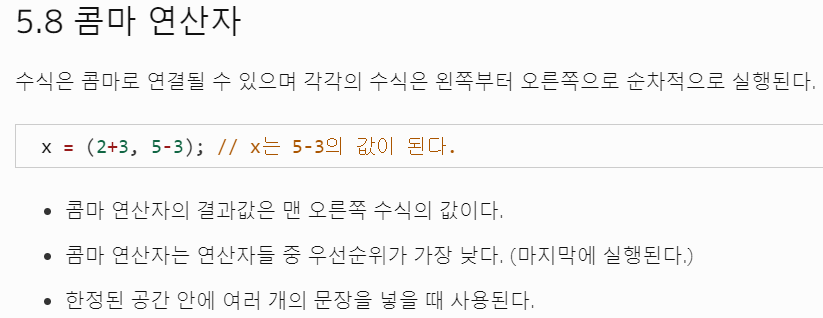 5.8 콤마 연산자
수식은 콤마로 연결될 수 있으며 각각의 수식은 왼쪽부터 오른쪽으로 순차적으로 실행된다.
x = (2+3, 5-3); // x는 5-3의 값이 된다.
• 콤마 연산자의 결과값은 맨 오른쪽 수식의 값이다.
• 콤마 연산자는 연산자들 중 우선순위가 가장 낮다. (마지막에 실행된다.)
• 한정된 공간 안에 여러 개의 문장을 넣을 때 사용된다.